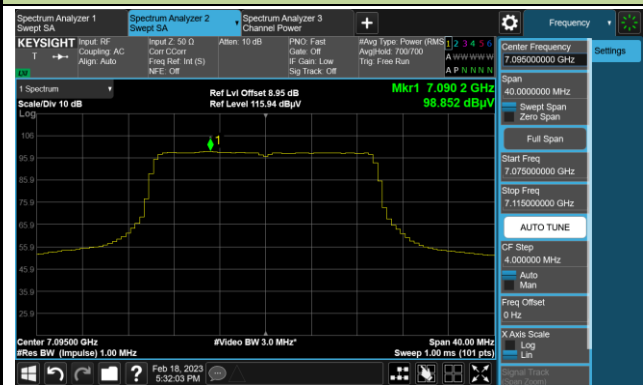 Spectrum Analyzer 1
Swept SA
Spectrum Analyzer 2
Swept SA
Spectrum Analyzer 3
Channel Power
Frequency
KEYSIGHT
Input: RF
Coupling: AC
Align: Auto
Input Z: 50 Ω
Corr CCorr
Freq Ref: Int (S)
NFE: Off
Atten: 10 dB
PNO: Fast
Gate: Off
IF Gain: Low
Sig Track: Off
#Avg Type: Power (RMS
Avg|Hold: 700/700
Trig: Free Run
1 2 3 4 5 6
A W W W W W
A P N N N N
1 Spectrum
Scale/Div 10 dB
Log
Ref Lvl Offset 8.95 dB
Ref Level 115.94 dBµV
Mkr1 7.090 2 GHz
98.852 dBµV
106
95.9
85.9
75.9
65.9
55.9
45.9
35.9
25.9
1
Center 7.09500 GHz
#Res BW (Impulse) 1.00 MHz
#Video BW 3.0 MHz*
Span 40.00 MHz
Sweep 1.00 ms (101 pts)
Feb 18, 2023
5:32:03 PM
Center Frequency
7.095000000 GHz
Settings
Span
40.0000000 MHz
Swept Span
Zero Span
Full Span
Start Freq
7.075000000 GHz
Stop Freq
7.115000000 GHz
AUTO TUNE
CF Step
4.000000 MHz
Auto
Man
Freq Offset
0 Hz
X Axis Scale
Log
Lin
Signal Track
(Span Zoom)